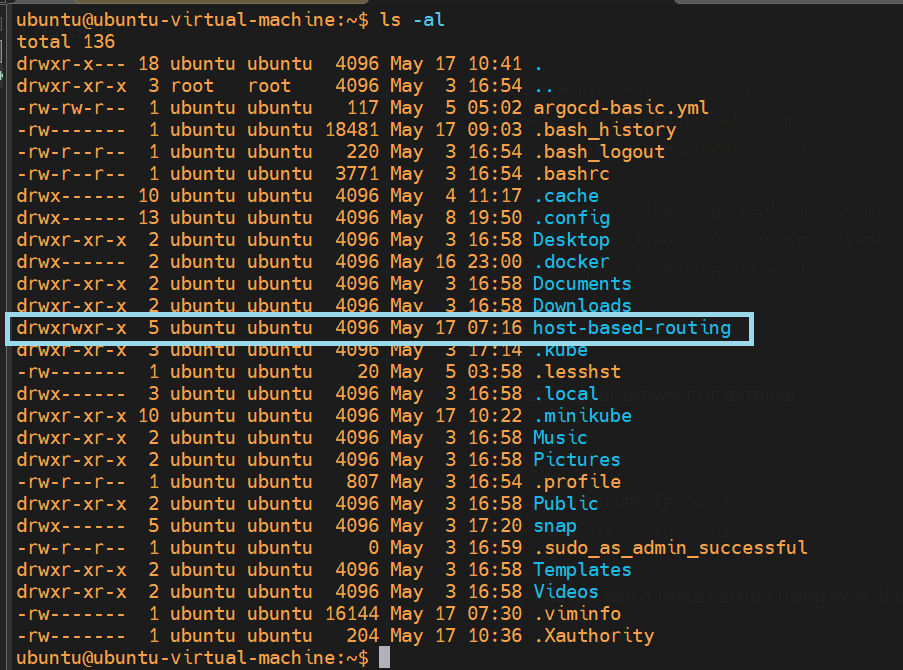 ubuntu@ubuntu-virtual-machine:~$ ls -al
total 136
drwxr-x--- 18 ubuntu ubuntu  4096 May 17 10:41 .
drwxr-xr-x  3 root   root    4096 May  3 16:54 ..
-rw-rw-r--  1 ubuntu ubuntu   117 May  5 05:02 argocd-basic.yml
-rw-------  1 ubuntu ubuntu 18481 May 17 09:03 .bash_history
-rw-r--r--  1 ubuntu ubuntu   220 May  3 16:54 .bash_logout
-rw-r--r--  1 ubuntu ubuntu  3771 May  3 16:54 .bashrc
drwx------ 10 ubuntu ubuntu  4096 May  4 11:17 .cache
drwx------ 13 ubuntu ubuntu  4096 May  8 19:50 .config
drwxr-xr-x  2 ubuntu ubuntu  4096 May  3 16:58 Desktop
drwx------  2 ubuntu ubuntu  4096 May 16 23:00 .docker
drwxr-xr-x  2 ubuntu ubuntu  4096 May  3 16:58 Documents
drwxr-xr-x  2 ubuntu ubuntu  4096 May  3 16:58 Downloads
drwxrwxr-x  5 ubuntu ubuntu  4096 May 17 07:16 host-based-routing
drwxr-xr-x  3 ubuntu ubuntu  4096 May  3 17:14 .kube
-rw-------  1 ubuntu ubuntu    20 May  5 03:58 .lesshst
drwx------  3 ubuntu ubuntu  4096 May  3 16:58 .local
drwxr-xr-x 10 ubuntu ubuntu  4096 May 17 10:22 .minikube
drwxr-xr-x  2 ubuntu ubuntu  4096 May  3 16:58 Music
drwxr-xr-x  2 ubuntu ubuntu  4096 May  3 16:58 Pictures
-rw-r--r--  1 ubuntu ubuntu   807 May  3 16:54 .profile
drwxr-xr-x  2 ubuntu ubuntu  4096 May  3 16:58 Public
drwx------  5 ubuntu ubuntu  4096 May  3 17:20 snap
-rw-r--r--  1 ubuntu ubuntu     0 May  3 16:59 .sudo_as_admin_successful
drwxr-xr-x  2 ubuntu ubuntu  4096 May  3 16:58 Templates
drwxr-xr-x  2 ubuntu ubuntu  4096 May  3 16:58 Videos
-rw-------  1 ubuntu ubuntu 16144 May 17 07:30 .viminfo
-rw-------  1 ubuntu ubuntu   204 May 17 10:36 .Xauthority
ubuntu@ubuntu-virtual-machine:~$